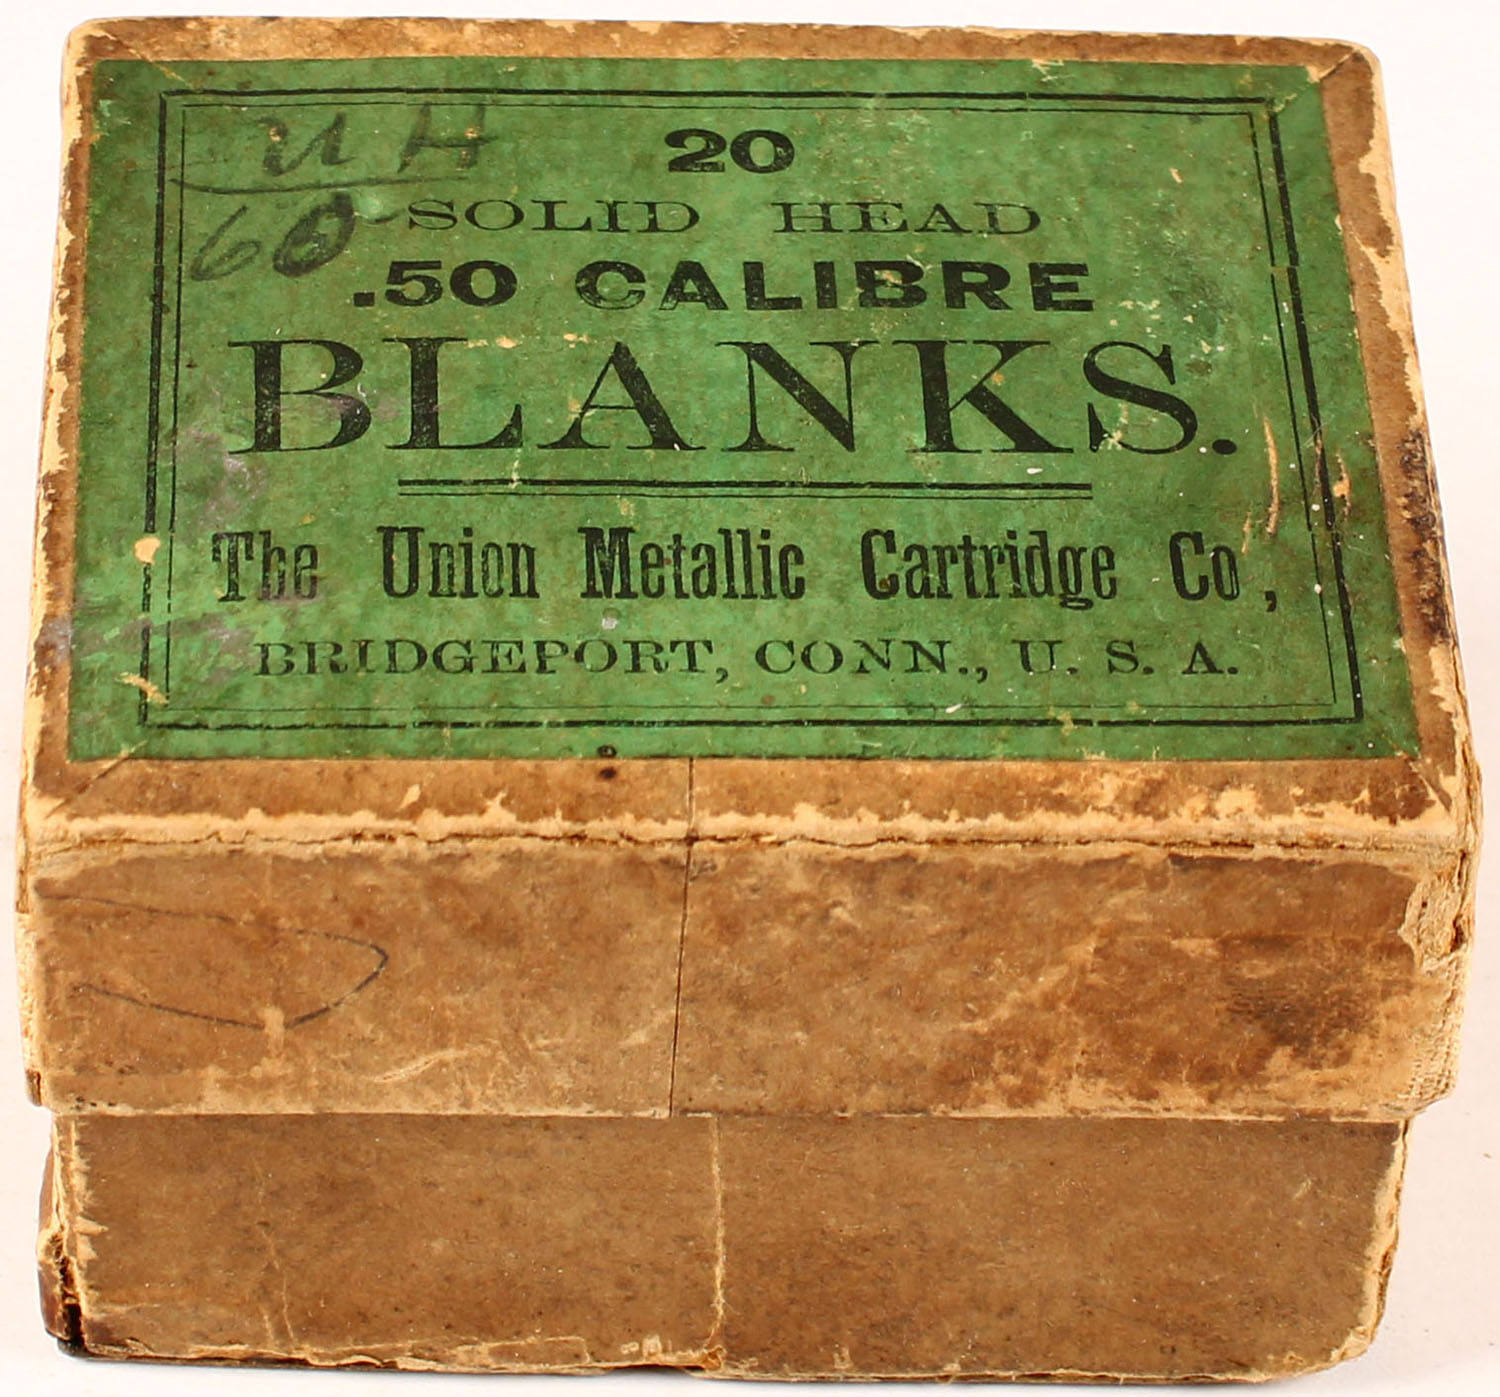 UH
60
20
SOLID HEAD
.50 CALIBRE
BLANKS.
The Union Metallic Cartridge Co,
BRIDGEPORT, CONN., U. S. A.